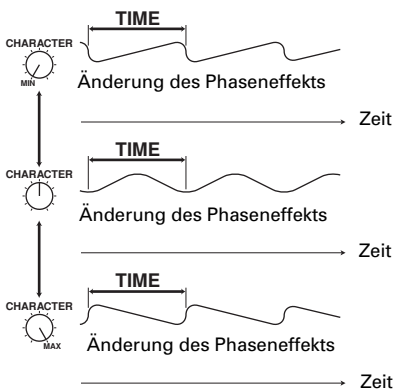 TIME
CHARACTER
MIN
Änderung des Phaseneffekts
Zeit
TIME
CHARACTER
Änderung des Phaseneffekts
Zeit
TIME
CHARACTER
MAX
Änderung des Phaseneffekts
Zeit